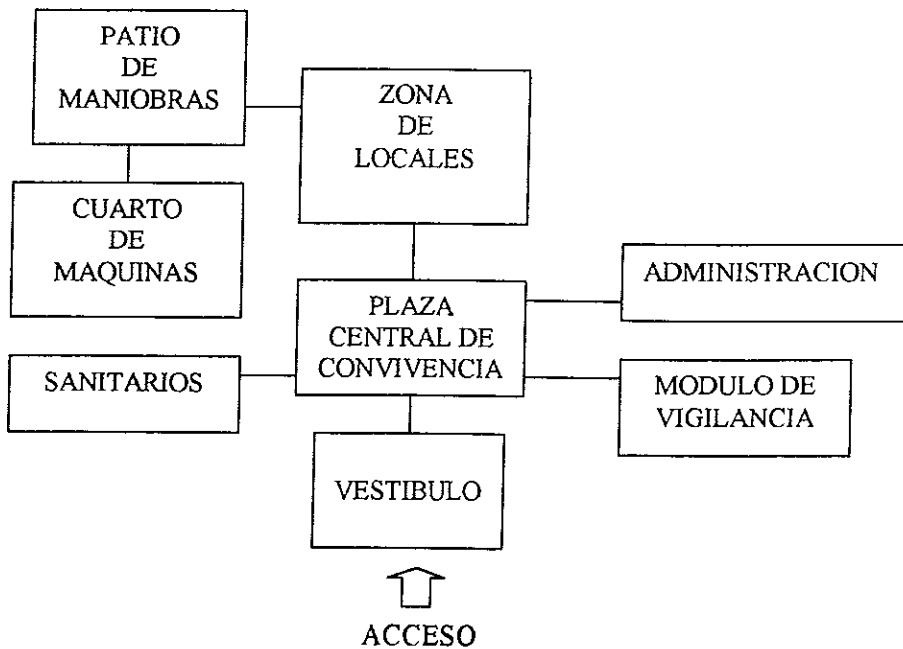 PATIO
DE
MANIOBRAS
ZONA
DE
LOCALES
CUARTO
DE
MAQUINAS
ADMINISTRACION
PLAZA
CENTRAL DE
CONVIVENCIA
SANITARIOS
MODULO DE
VIGILANCIA
VESTIBULO
ACCESO